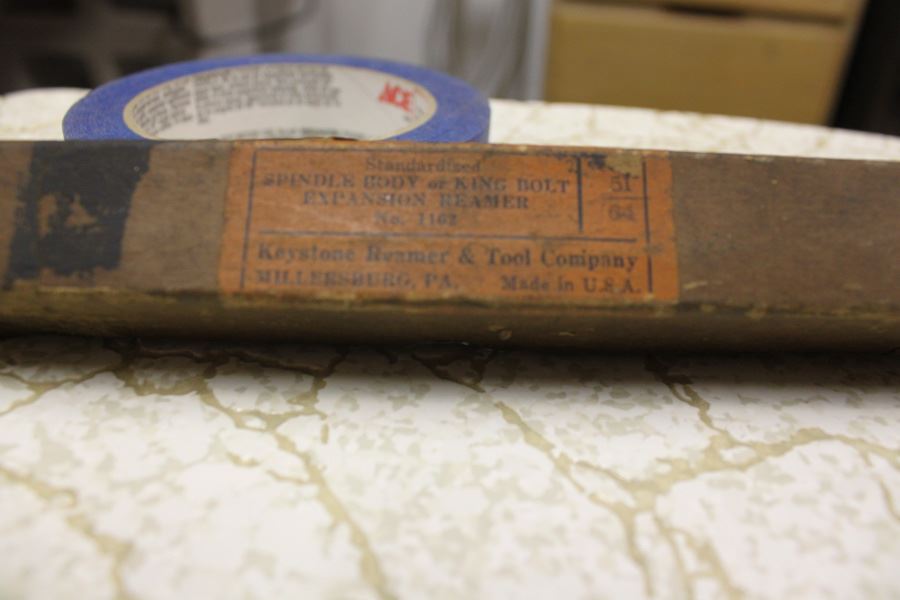 ACE
Standardized
SPINDLE BODY or KING BOLT
EXPANSION REAMER
No. 1102
51
64
Keystone Reamer & Tool Company
MILLERSBURG, PA. Made in U.S.A.